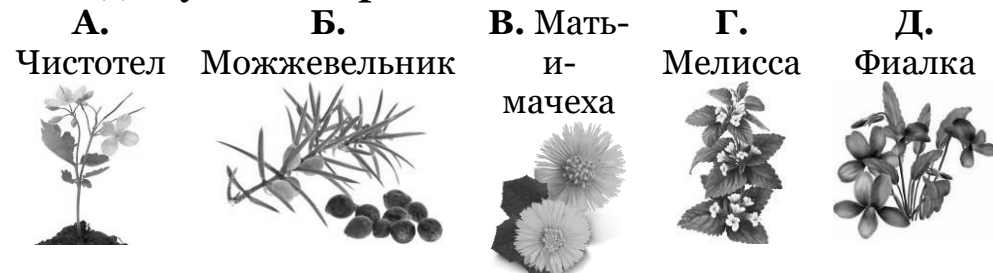 А. Чистотел
Б. Можжевельник
В. Мать-и-мачеха
Г. Мелисса
Д. Фиалка